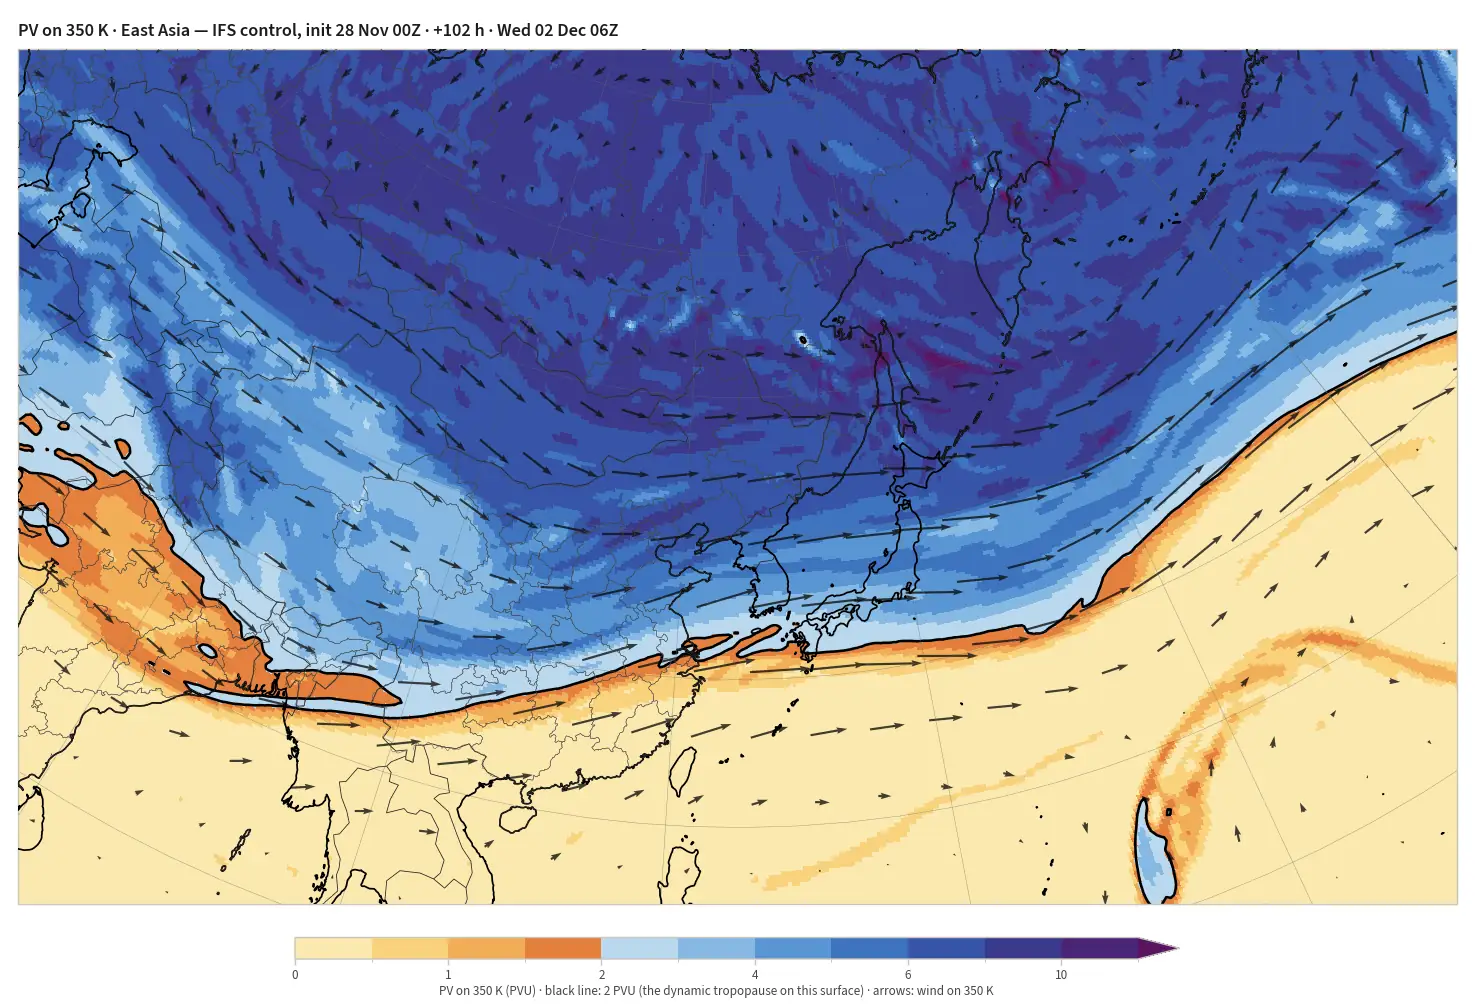 PV on 350 K · East Asia — IFS control, init 28 Nov 00Z · +102 h · Wed 02 Dec 06Z
0 1 2 4 6 10
PV on 350 K (PVU) · black line: 2 PVU (the dynamic tropopause on this surface) · arrows: wind on 350 K